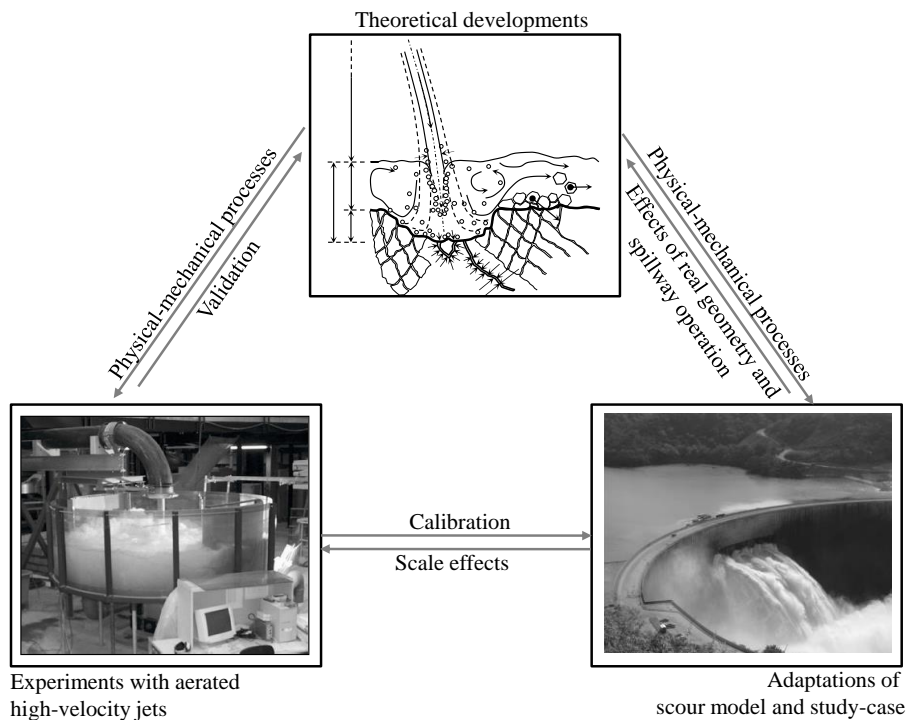 Theoretical developments
Physical-mechanical processes
Validation
Physical-mechanical processes
Effects of real geometry and
spillway operation
Calibration
Scale effects
Experiments with aerated
high-velocity jets
Adaptations of
scour model and study-case